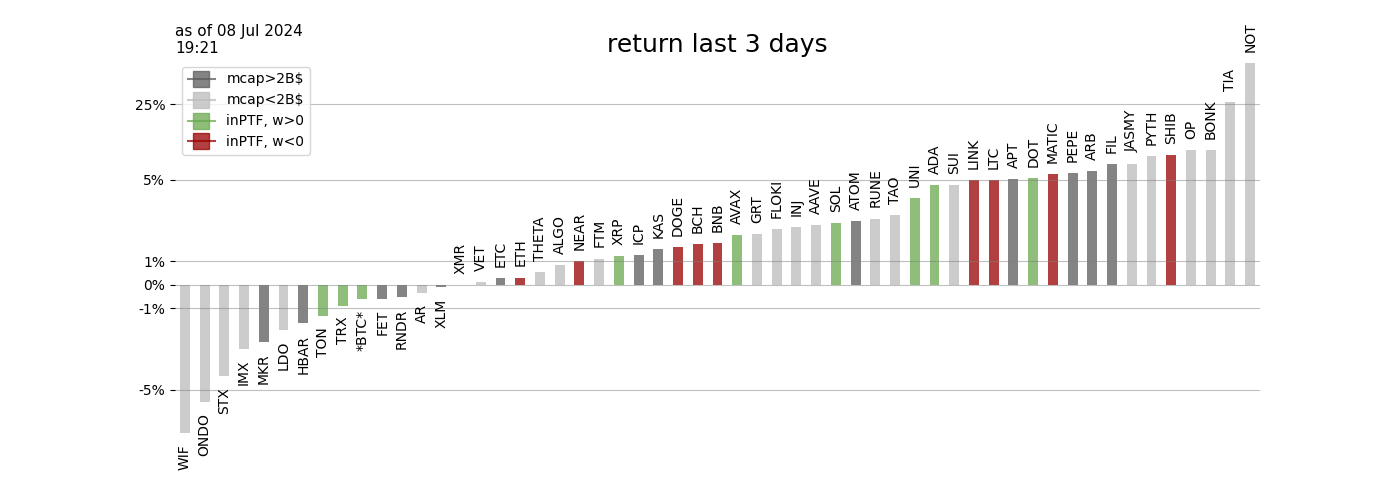 as of 08 Jul 2024
19:21
return last 3 days
mcap>2B$
mcap<2B$
inPTF, w>0
inPTF, w<0
25%
5%
1%
0%
-1%
-5%
WIF
ONDO
STX
IMX
MKR
LDO
HBAR
TON
TRX
*BTC*
FET
RNDR
AR
XLM
XMR
VET
ETC
ETH
THETA
ALGO
NEAR
FTM
XRP
ICP
KAS
DOGE
BCH
BNB
AVAX
GRT
FLOKI
INJ
AAVE
SOL
ATOM
RUNE
TAO
UNI
ADA
SUI
LINK
LTC
APT
DOT
MATIC
PEPE
ARB
FIL
JASMY
PYTH
SHIB
OP
BONK
TIA
NOT